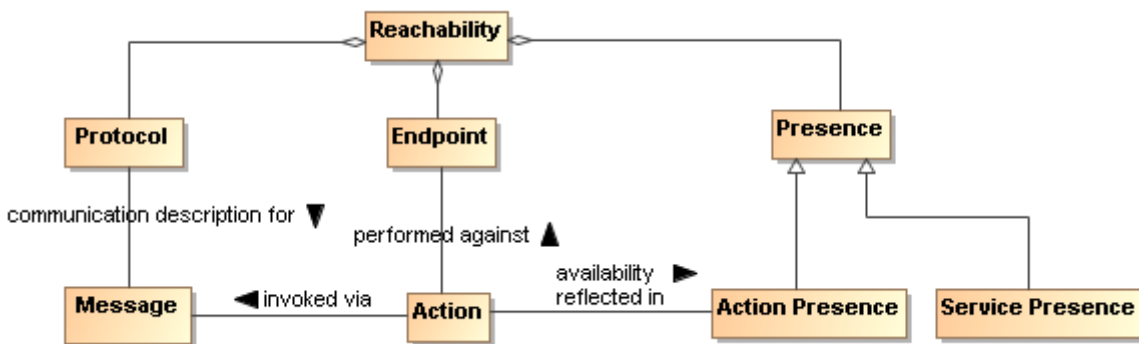 Reachability
Protocol
Endpoint
Presence
communication description for
performed against
availability
reflected in
Message
invoked via
Action
Action Presence
Service Presence